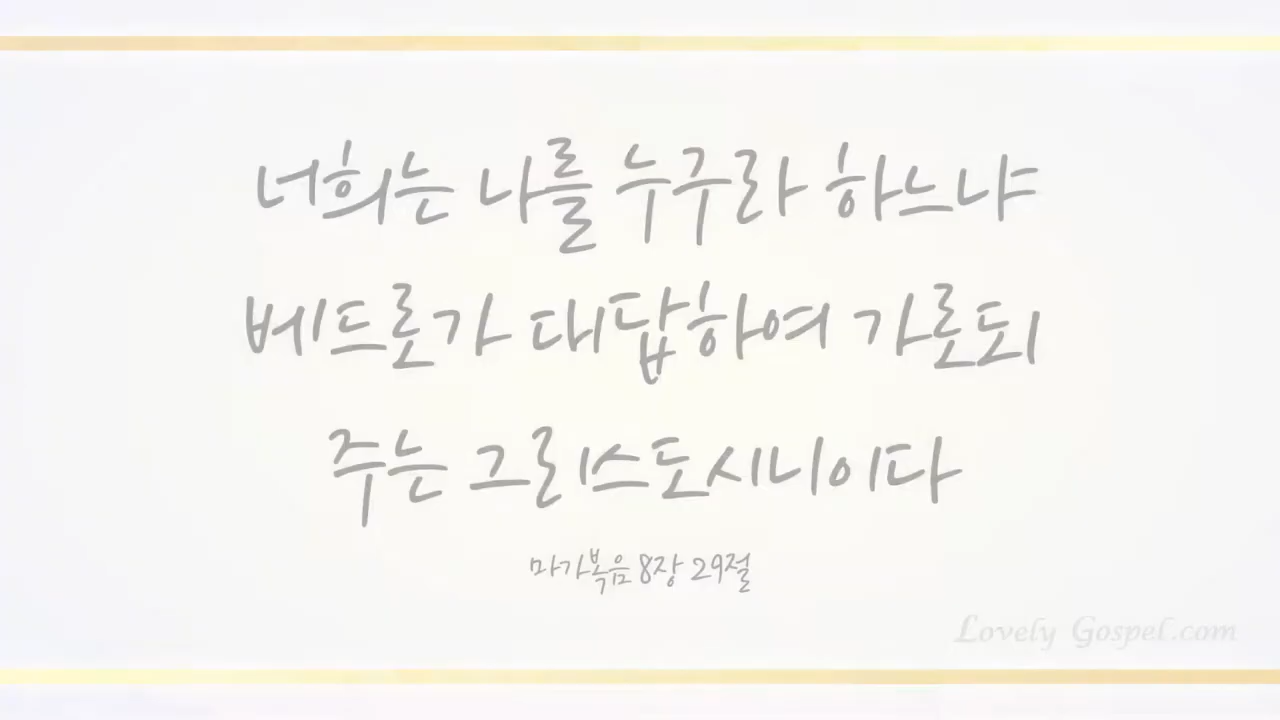 너희는 나를 누구라 하느냐
베드로가 대답하여 가로되
주는 그리스도시니이다
마가복음 8장 29절
Lovely Gospel.com